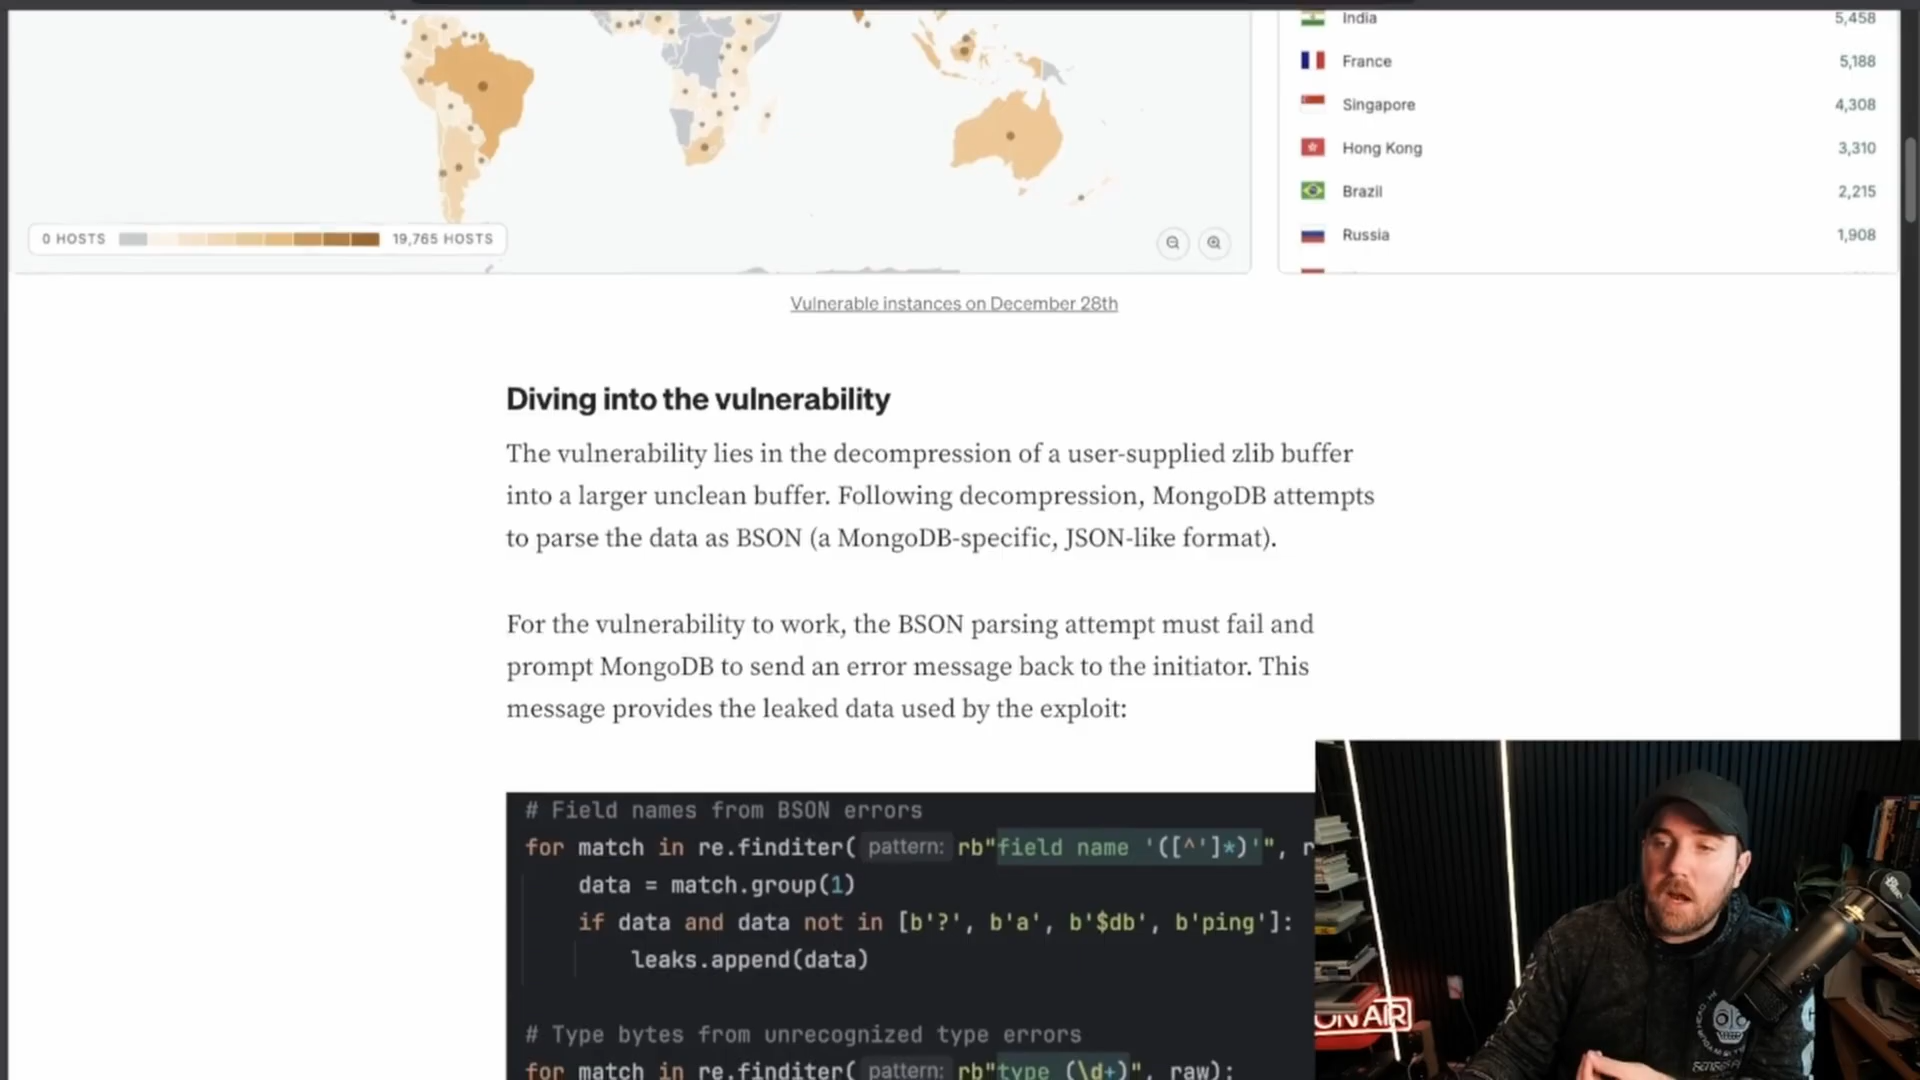 India 5,458
France 5,188
Singapore 4,308
Hong Kong 3,310
Brazil 2,215
Russia 1,908
0 HOSTS 19,765 HOSTS
Vulnerable instances on December 28th
Diving into the vulnerability
The vulnerability lies in the decompression of a user-supplied zlib buffer
into a larger unclean buffer. Following decompression, MongoDB attempts
to parse the data as BSON (a MongoDB-specific, JSON-like format).
For the vulnerability to work, the BSON parsing attempt must fail and
prompt MongoDB to send an error message back to the initiator. This
message provides the leaked data used by the exploit:
# Field names from BSON errors
for match in re.finditer( pattern: rb"field name '([^']*)'", r
data = match.group(1)
if data and data not in [b'?', b'a', b'$db', b'ping']:
leaks.append(data)
# Type bytes from unrecognized type errors
for match in re.finditer( pattern: rb"type (\d+)", raw):
ON AIR